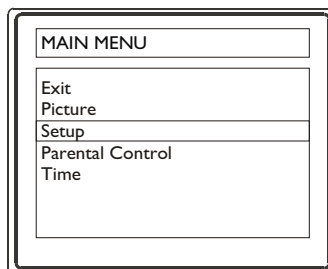 MAIN MENU
Exit
Picture
Setup
Parental Control
Time